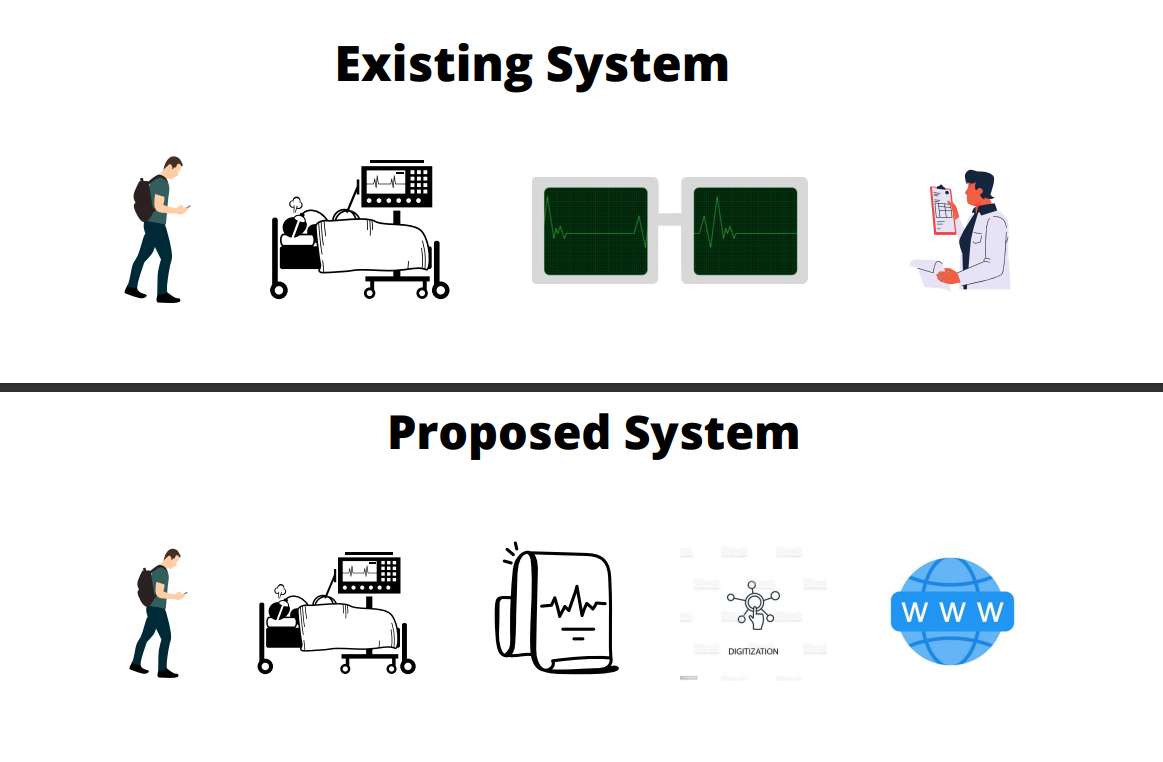 Existing System
Proposed System
DIGITIZATION
W W W